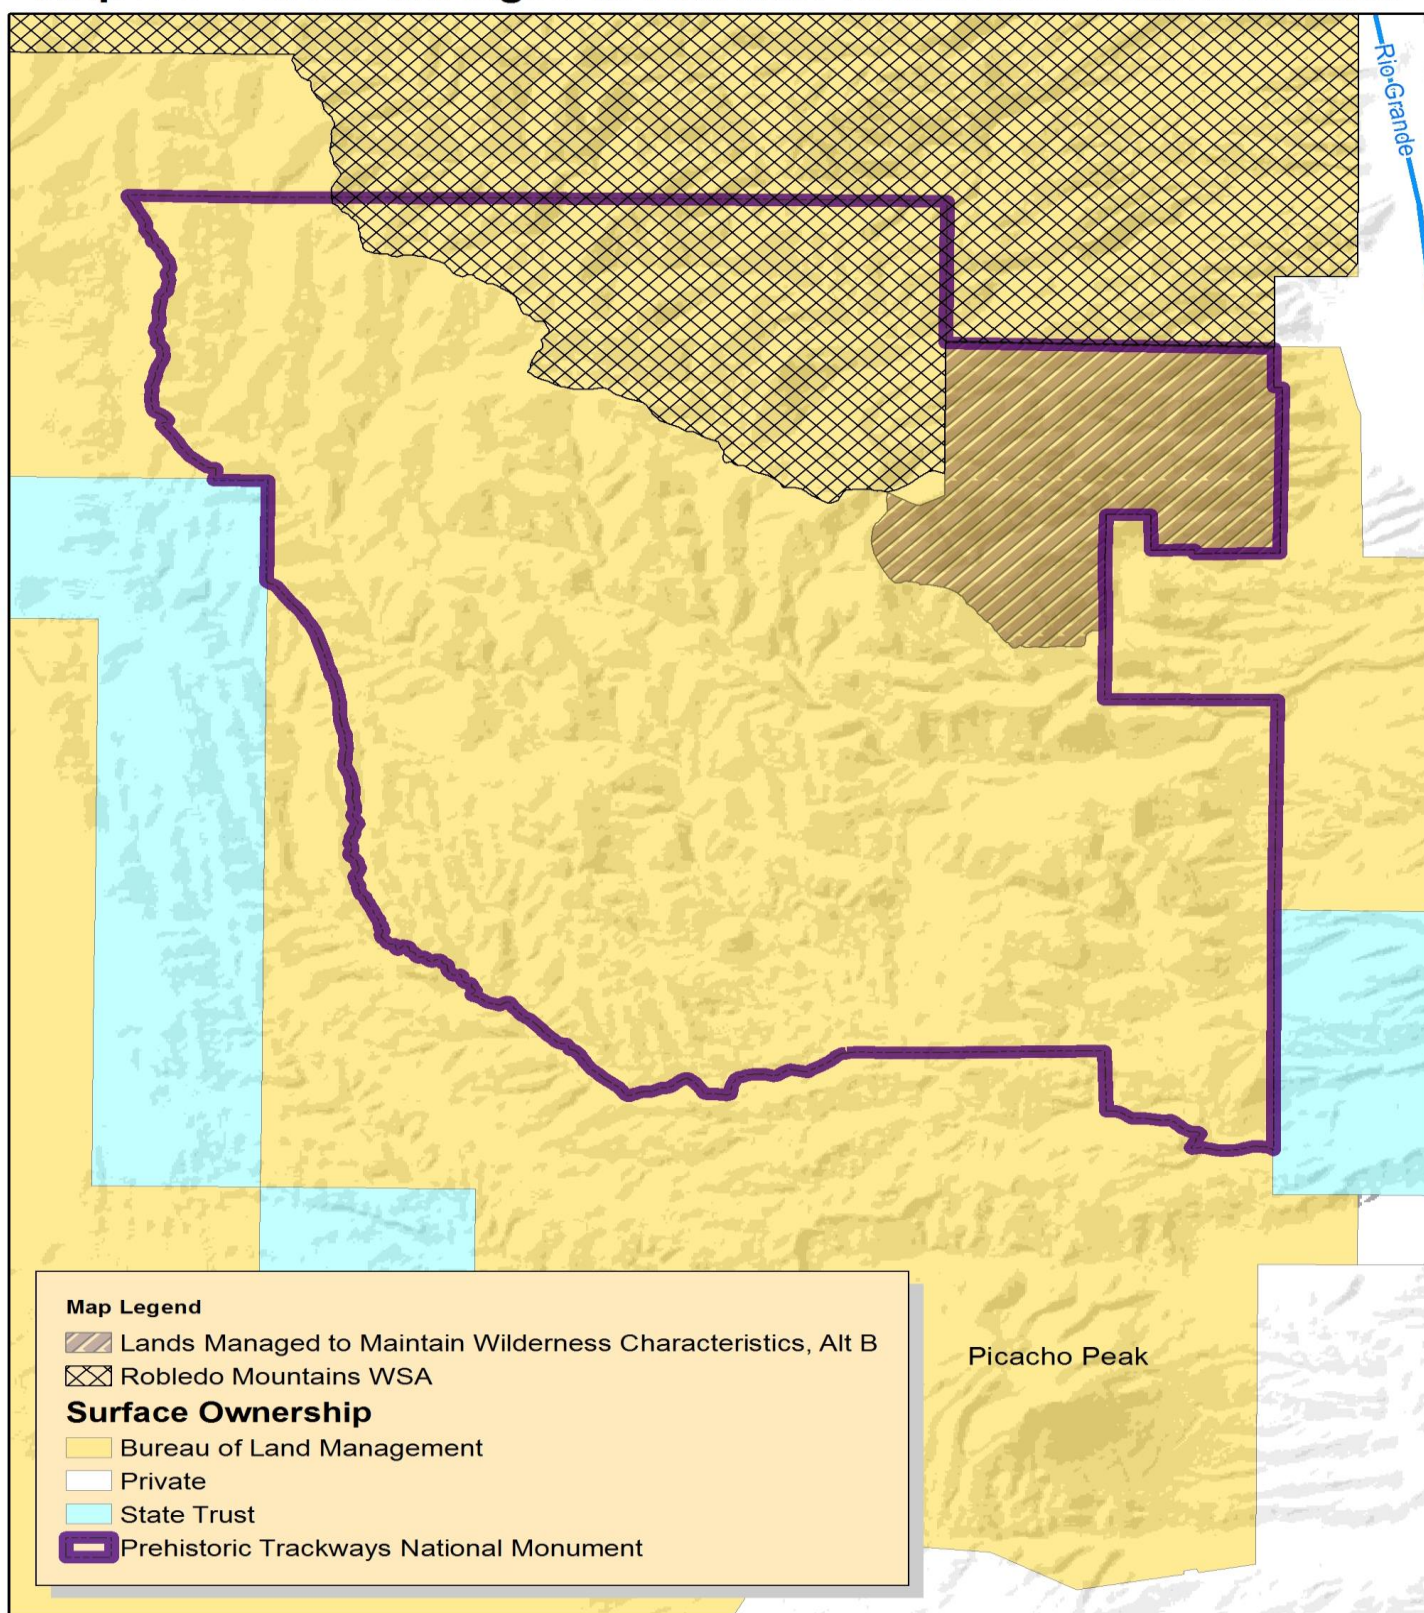 Rio Grande
Map Legend
Lands Managed to Maintain Wilderness Characteristics, Alt B
Robledo Mountains WSA
Surface Ownership
Bureau of Land Management
Private
State Trust
Prehistoric Trackways National Monument
Picacho Peak